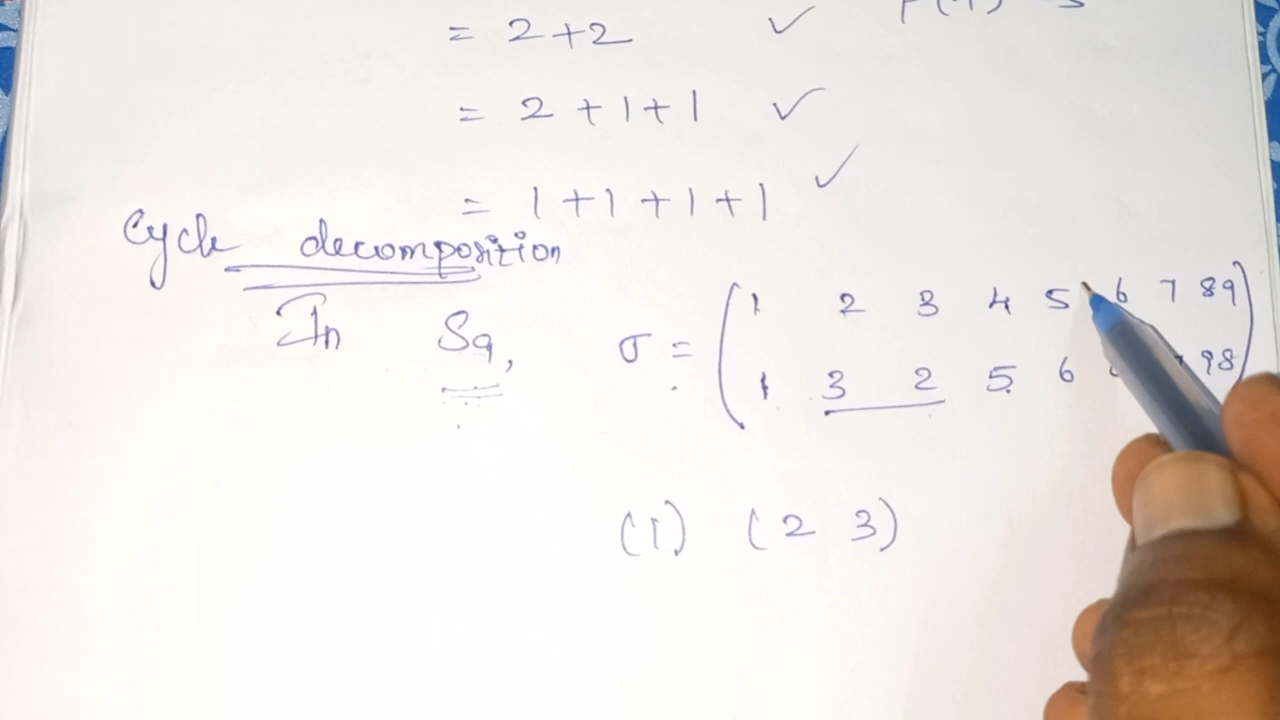 = 2+2 ✓
= 2 + 1 + 1 ✓
= 1 + 1 + 1 + 1 ✓
Cycle decomposition
In S9, σ = ( 1 2 3 4 5 6 7 8 9 )
1 3 2 5 6 9 8
(1) (2 3)